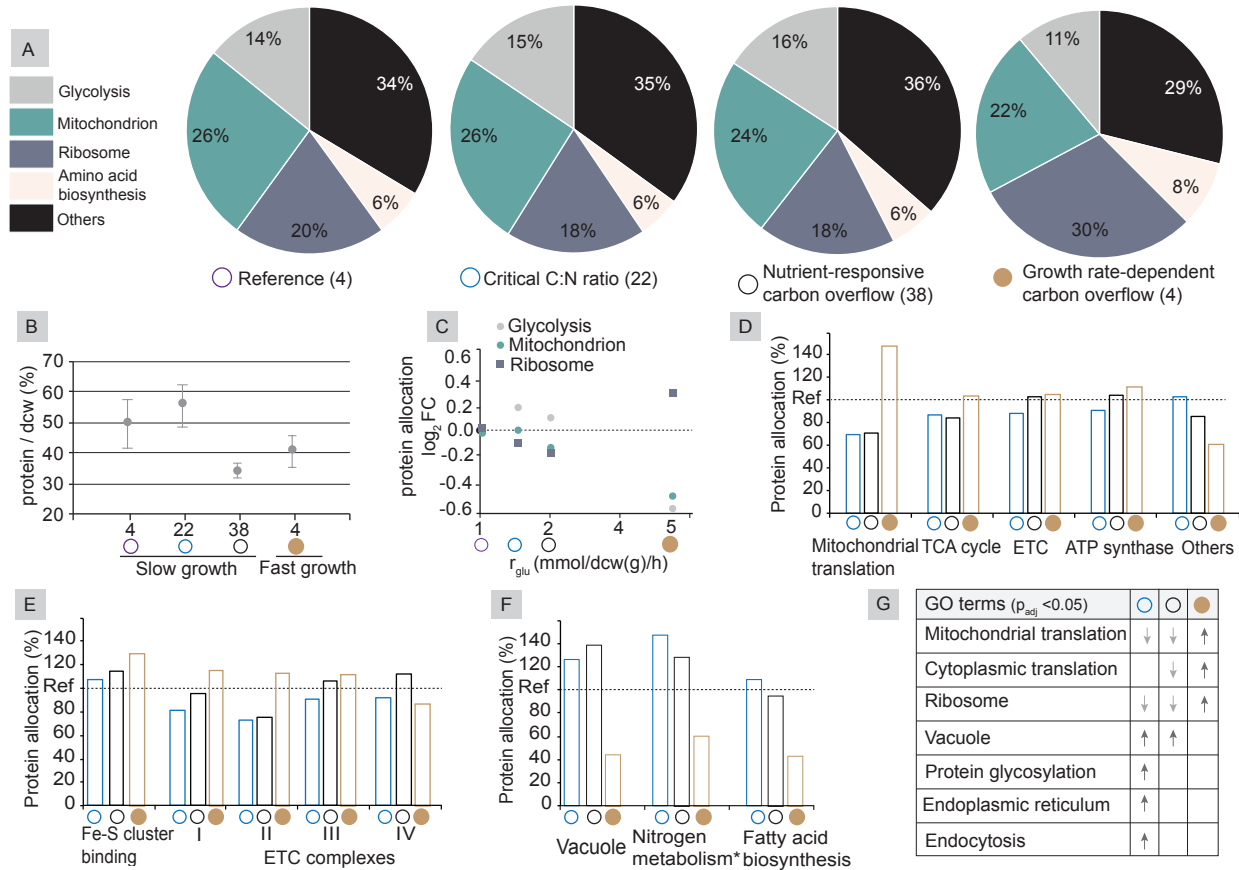 A
Glycolysis
Mitochondrion
Ribosome
Amino acid
biosynthesis
Others
14%
34%
26%
6%
20%
Reference (4)
15%
35%
26%
6%
18%
Critical C:N ratio (22)
16%
36%
24%
6%
18%
Nutrient-responsive
carbon overflow (38)
11%
29%
22%
8%
30%
Growth rate-dependent
carbon overflow (4)
B
protein / dcw (%)
70
60
50
40
30
20
4
22
38
4
Slow growth
Fast growth
C
Glycolysis
Mitochondrion
Ribosome
protein allocation
log2FC
0.6
0.4
0.2
0.0
-0.2
-0.4
-0.6
1
2
4
5
rglu (mmol/dcw(g)/h)
D
Protein allocation (%)
140
Ref
80
60
40
20
0
Mitochondrial
translation
TCA cycle
ETC
ATP synthase
Others
E
Protein allocation (%)
140
120
Ref
80
60
40
20
0
Fe-S cluster
binding
I
II
III
IV
ETC complexes
F
Protein allocation (%)
140
120
Ref
80
60
40
20
0
Vacuole
Nitrogen
metabolism*
Fatty acid
biosynthesis
G
GO terms (padj <0.05)
Mitochondrial translation
↓ ↓ ↑
Cytoplasmic translation
↓ ↑
Ribosome
↓ ↓ ↑
Vacuole
↑ ↑
Protein glycosylation
↑
Endoplasmic reticulum
↑
Endocytosis
↑